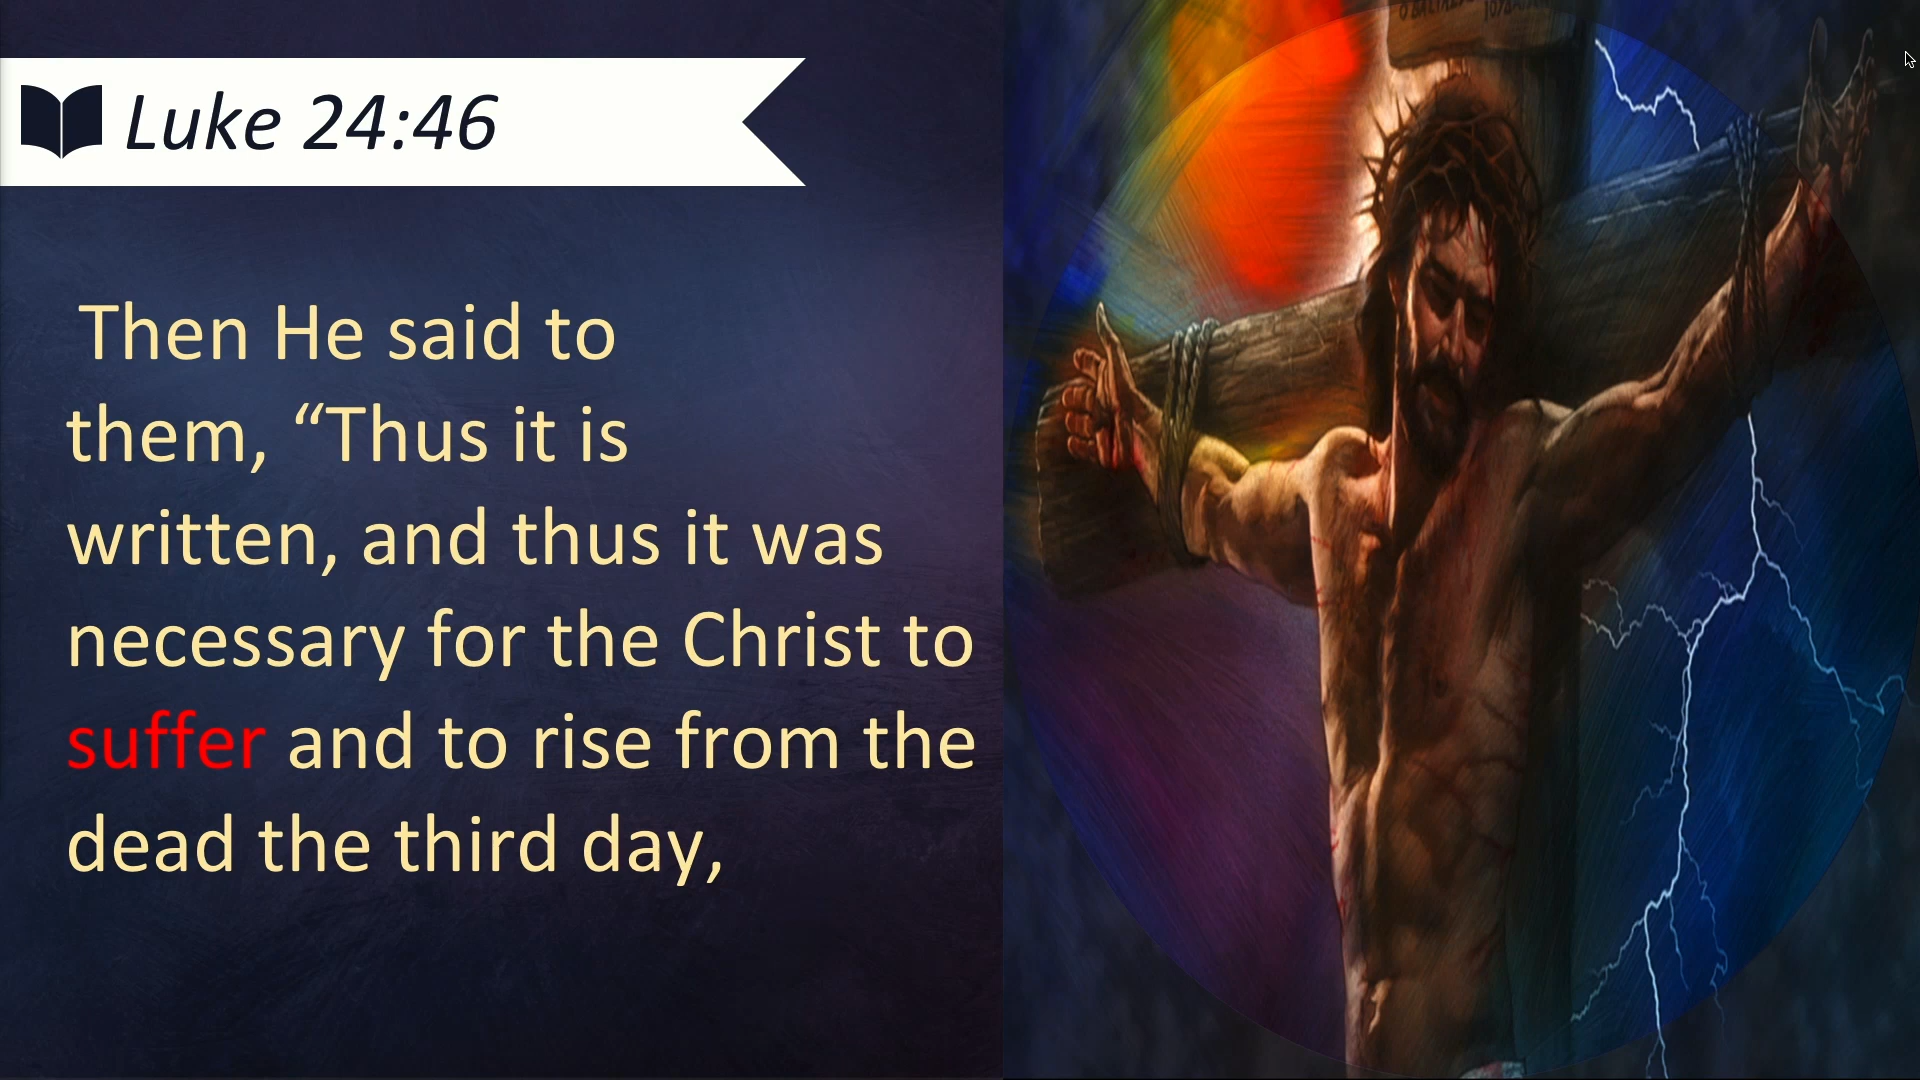 Luke 24:46
Then He said to
them, “Thus it is
written, and thus it was
necessary for the Christ to
suffer and to rise from the
dead the third day,